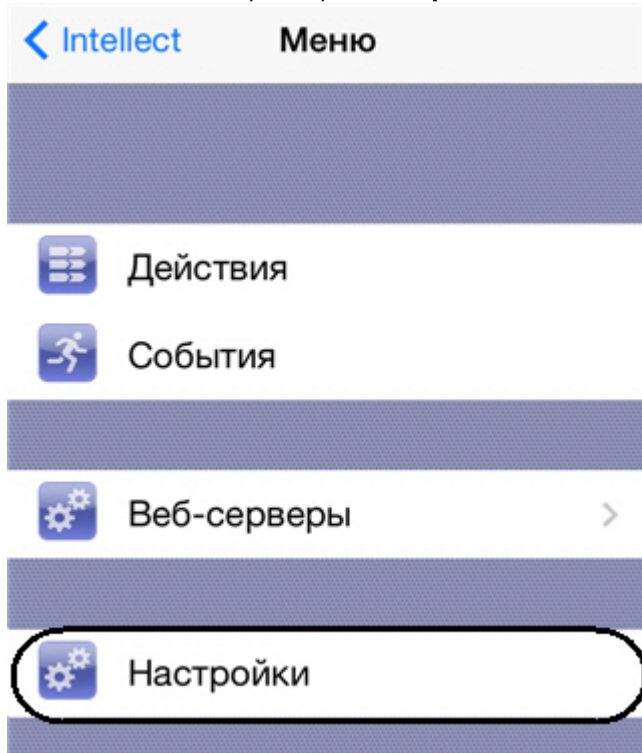 Intellect Меню
Действия
События
Веб-серверы
Настройки